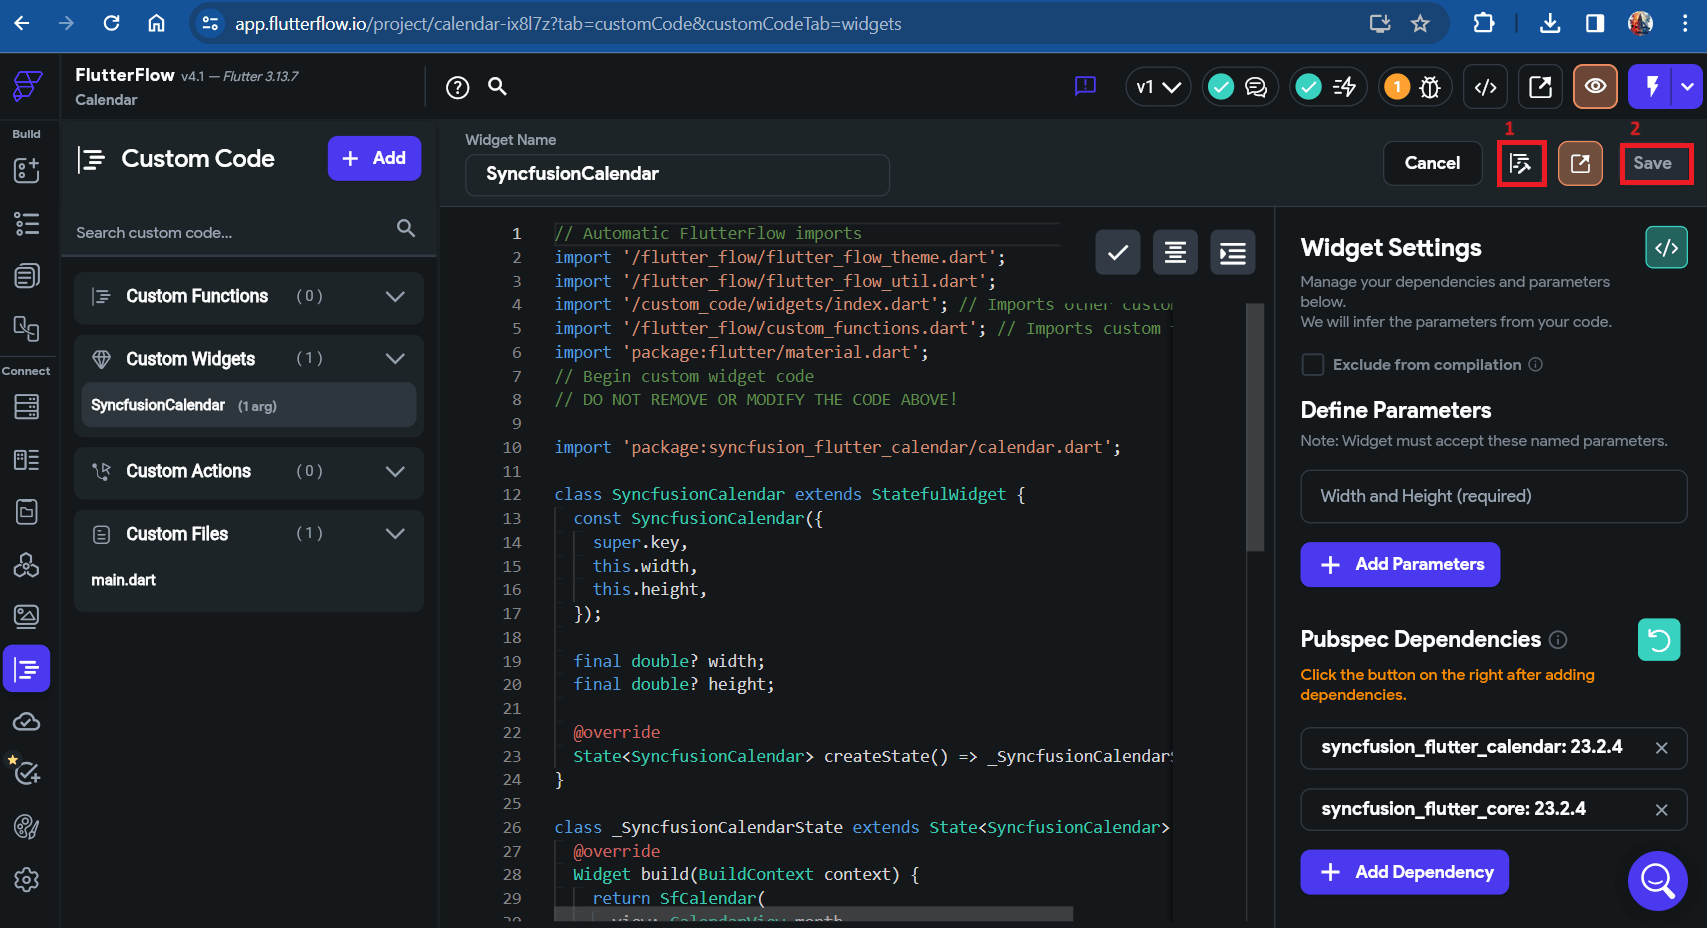 app.flutterflow.io/project/calendar-ix8l7z?tab=customCode&customCodeTab=widgets
FlutterFlow v4.1 — Flutter 3.13.7
Calendar
v1
1
Build
Connect
Custom Code
+ Add
Search custom code...
Custom Functions (0)
Custom Widgets (1)
SyncfusionCalendar (1 arg)
Custom Actions (0)
Custom Files (1)
main.dart
Widget Name
SyncfusionCalendar
1
2
Cancel
Save
1 // Automatic FlutterFlow imports
2 import '/flutter_flow/flutter_flow_theme.dart';
3 import '/flutter_flow/flutter_flow_util.dart';
4 import '/custom_code/widgets/index.dart'; // Imports other custom
5 import '/flutter_flow/custom_functions.dart'; // Imports custom
6 import 'package:flutter/material.dart';
7 // Begin custom widget code
8 // DO NOT REMOVE OR MODIFY THE CODE ABOVE!
9
10 import 'package:syncfusion_flutter_calendar/calendar.dart';
11
12 class SyncfusionCalendar extends StatefulWidget {
13 const SyncfusionCalendar({
14 super.key,
15 this.width,
16 this.height,
17 });
18
19 final double? width;
20 final double? height;
21
22 @override
23 State<SyncfusionCalendar> createState() => _SyncfusionCalendarS
24 }
25
26 class _SyncfusionCalendarState extends State<SyncfusionCalendar>
27 @override
28 Widget build(BuildContext context) {
29 return SfCalendar(
30 view: CalendarView.month
Widget Settings
Manage your dependencies and parameters
below.
We will infer the parameters from your code.
Exclude from compilation
Define Parameters
Note: Widget must accept these named parameters.
Width and Height (required)
+ Add Parameters
Pubspec Dependencies
Click the button on the right after adding
dependencies.
syncfusion_flutter_calendar: 23.2.4
syncfusion_flutter_core: 23.2.4
+ Add Dependency